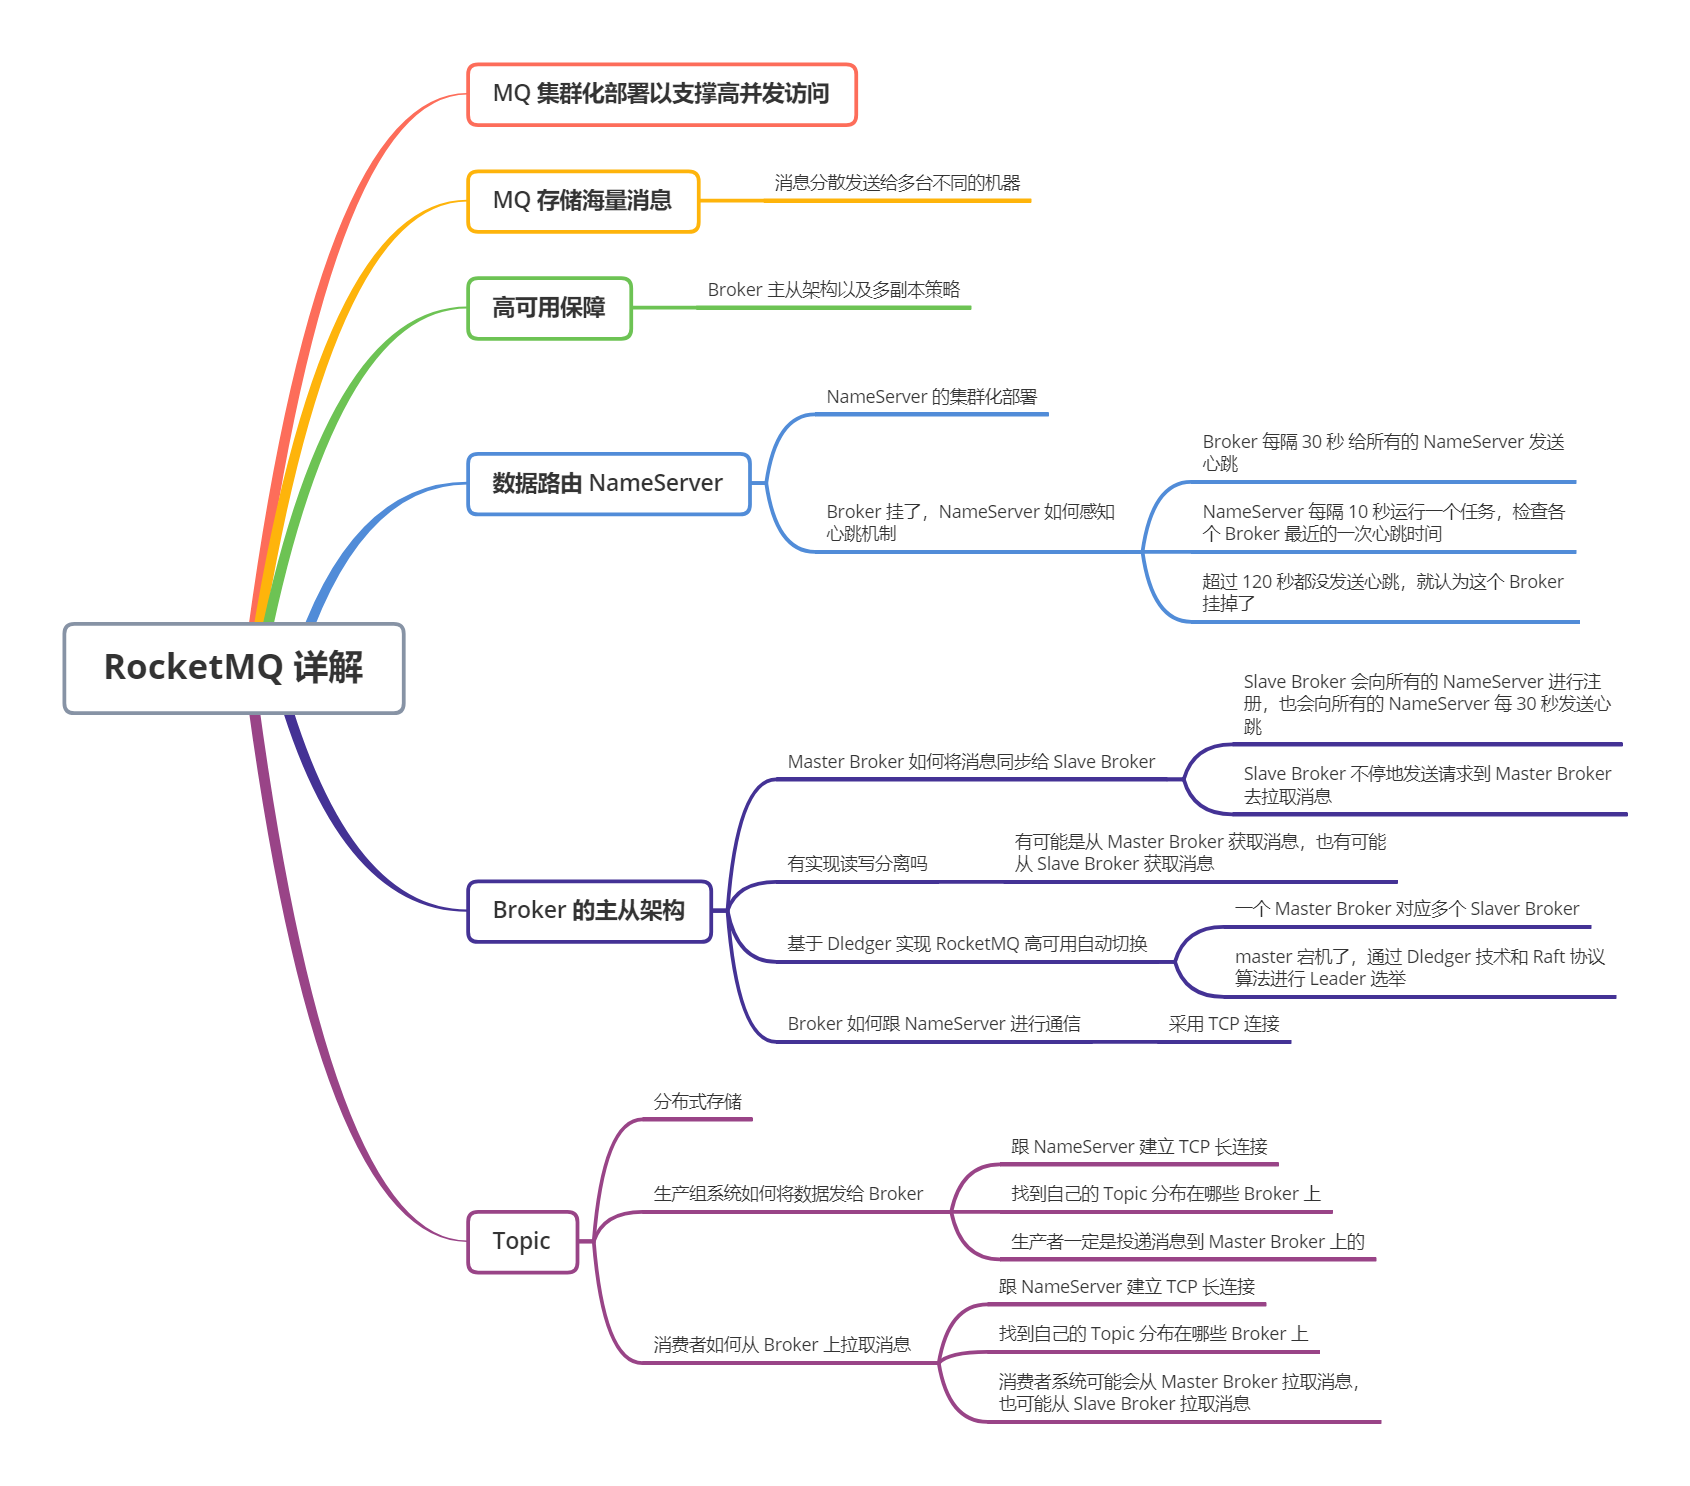 MQ 集群化部署以支撑高并发访问
MQ 存储海量消息
消息分散发送给多台不同的机器
高可用保障
Broker 主从架构以及多副本策略
数据路由 NameServer
NameServer 的集群化部署
Broker 挂了，NameServer 如何感知
心跳机制
Broker 每隔 30 秒 给所有的 NameServer 发送
心跳
NameServer 每隔 10 秒运行一个任务，检查各
个 Broker 最近的一次心跳时间
超过 120 秒都没发送心跳，就认为这个 Broker
挂掉了
RocketMQ 详解
Broker 的主从架构
Master Broker 如何将消息同步给 Slave Broker
Slave Broker 会向所有的 NameServer 进行注
册，也会向所有的 NameServer 每 30 秒发送心
跳
Slave Broker 不停地发送请求到 Master Broker
去拉取消息
有实现读写分离吗
有可能是从 Master Broker 获取消息，也有可能
从 Slave Broker 获取消息
基于 Dledger 实现 RocketMQ 高可用自动切换
一个 Master Broker 对应多个 Slaver Broker
master 宕机了，通过 Dledger 技术和 Raft 协议
算法进行 Leader 选举
Broker 如何跟 NameServer 进行通信
采用 TCP 连接
Topic
分布式存储
生产组系统如何将数据发给 Broker
跟 NameServer 建立 TCP 长连接
找到自己的 Topic 分布在哪些 Broker 上
生产者一定是投递消息到 Master Broker 上的
消费者如何从 Broker 上拉取消息
跟 NameServer 建立 TCP 长连接
找到自己的 Topic 分布在哪些 Broker 上
消费者系统可能会从 Master Broker 拉取消息，
也可能从 Slave Broker 拉取消息